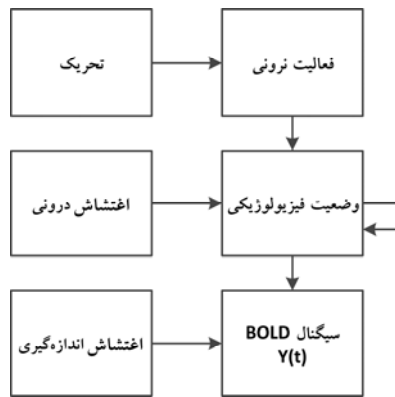 تحریک
فعالیت نرونی
اغتشاش درونی
وضعیت فیزیولوژیکی
اغتشاش اندازه‌گیری
سیگنال BOLD
Y(t)